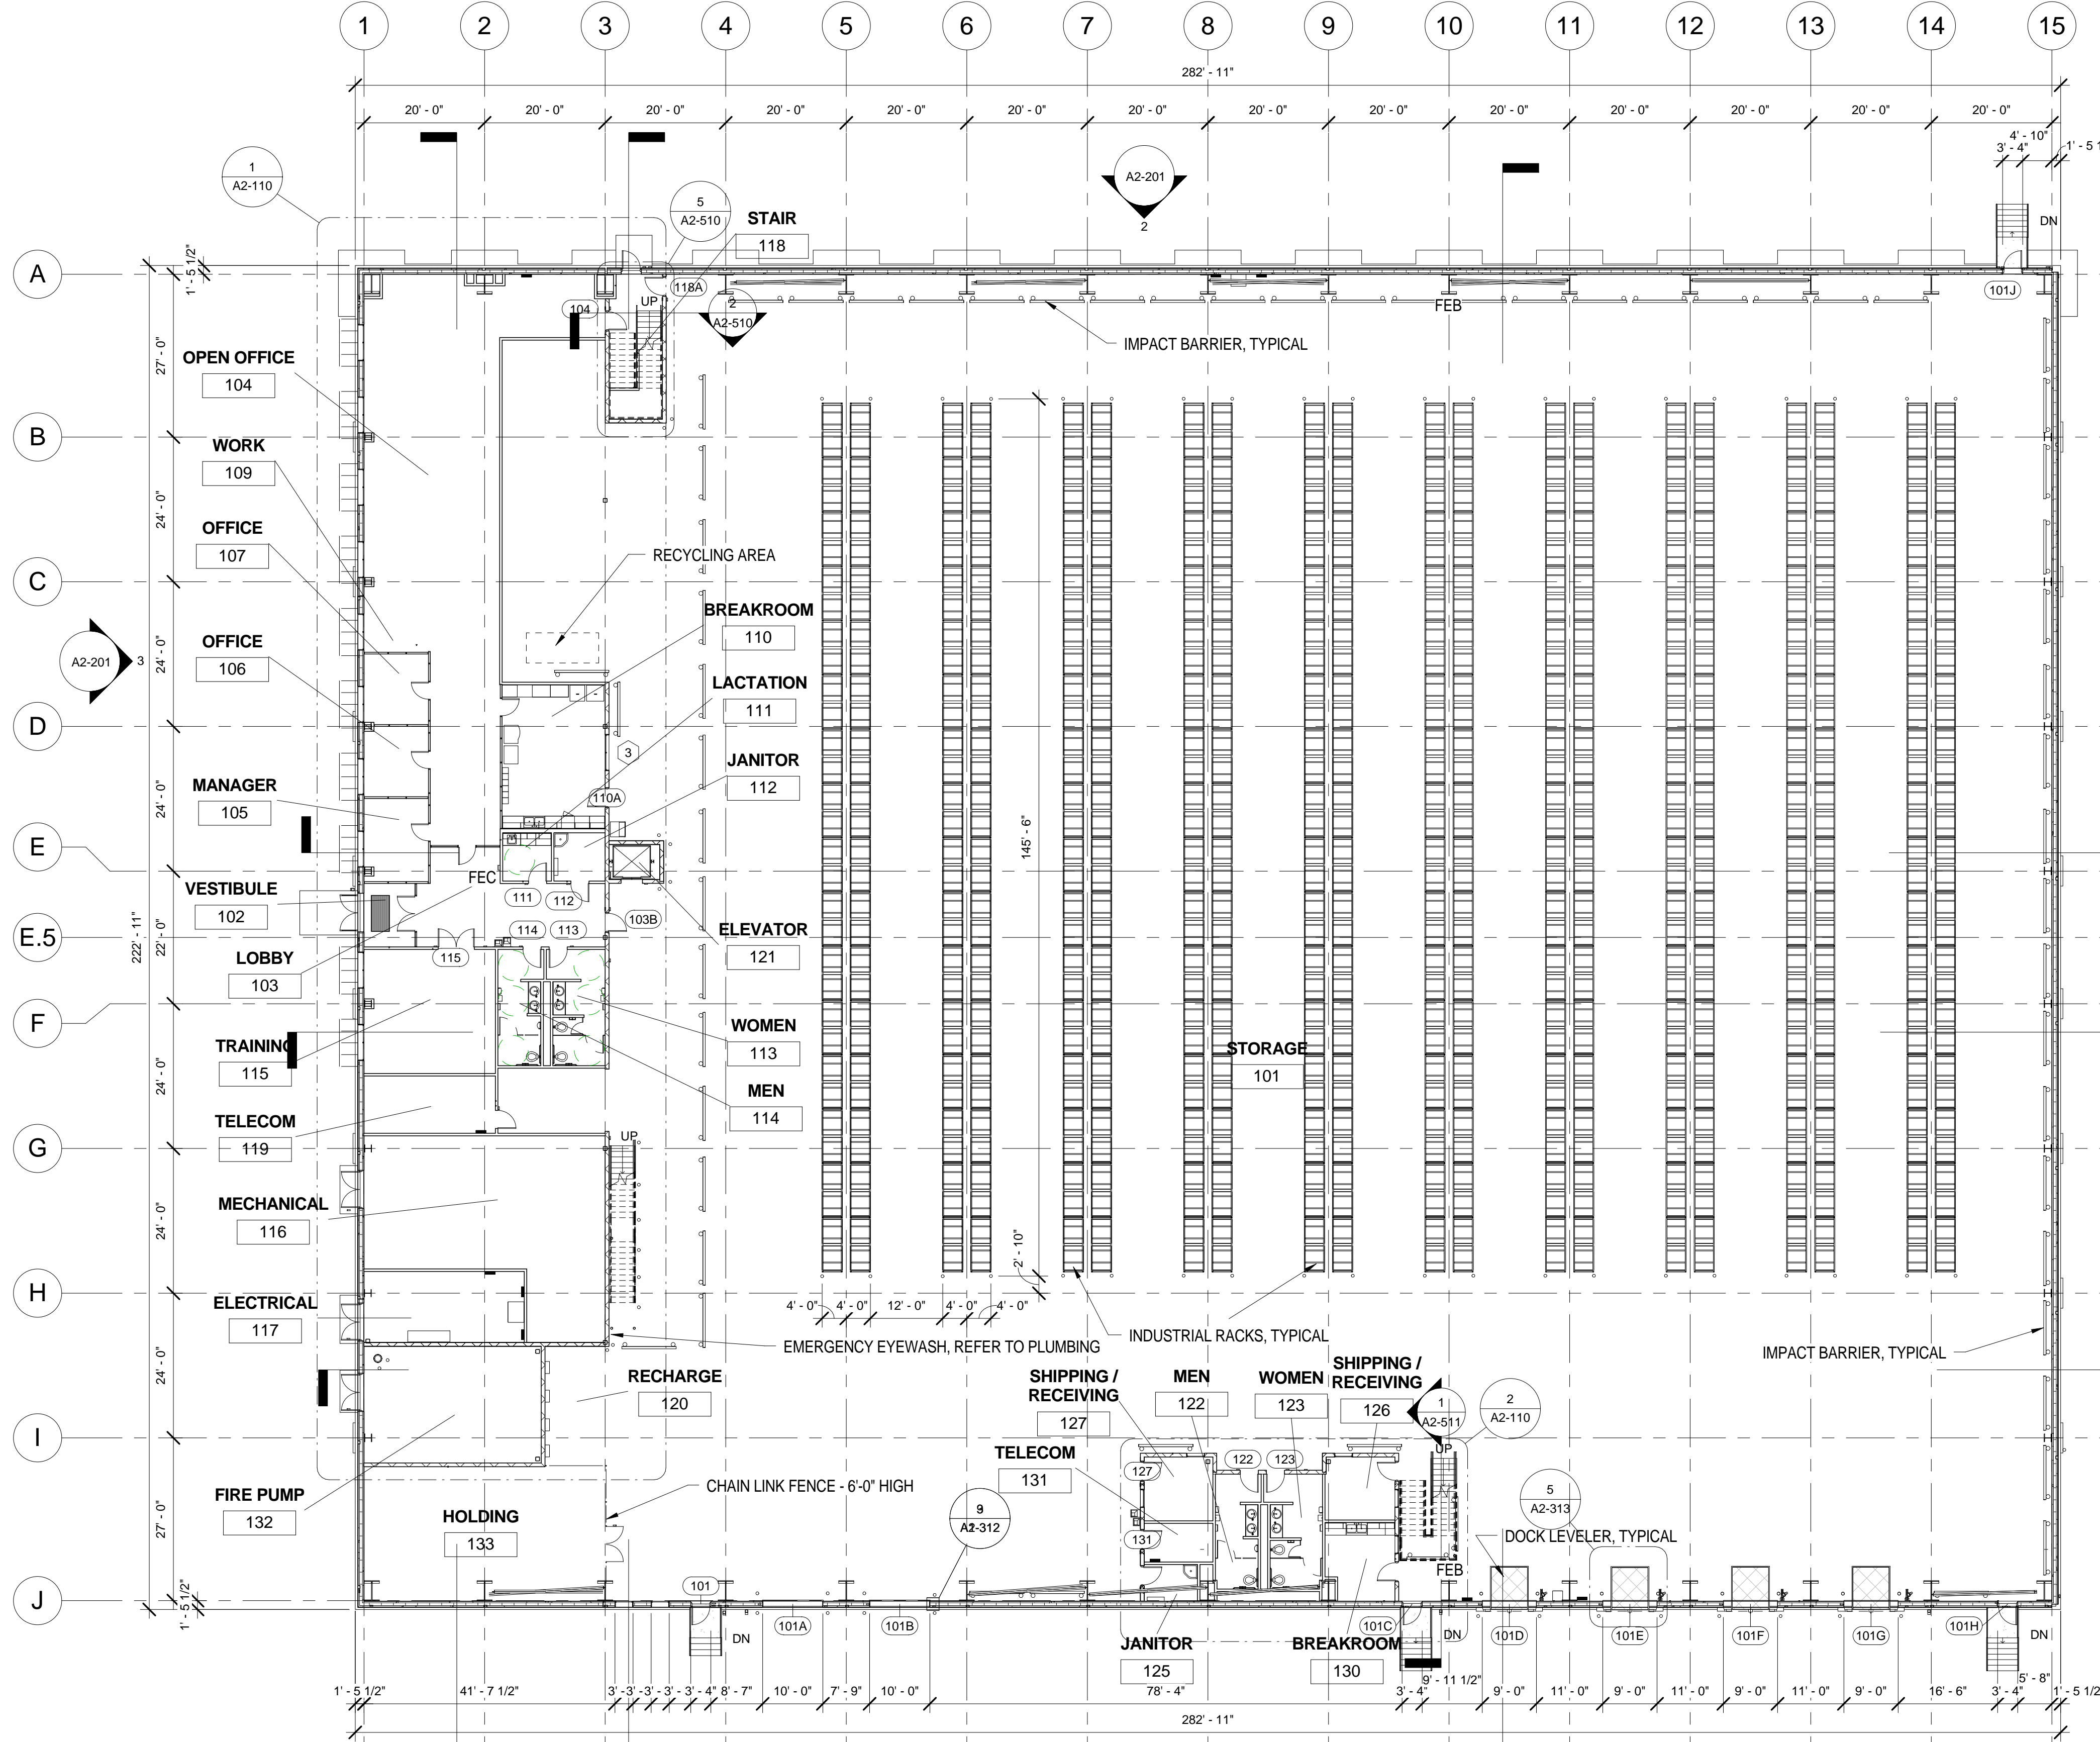 1 2 3 4 5 6 7 8 9 10 11 12 13 14 15
282' - 11"
20' - 0" 20' - 0" 20' - 0" 20' - 0" 20' - 0" 20' - 0" 20' - 0" 20' - 0" 20' - 0" 20' - 0" 20' - 0" 20' - 0" 20' - 0" 20' - 0"
4' - 10"
3' - 4"
1' - 5 1
1
A2-110
5
A2-510
STAIR
118
A2-201
2
DN
A
1' - 5 1/2"
118A
UP
104
2
A2-510
FEB
101J
IMPACT BARRIER, TYPICAL
27' - 0"
OPEN OFFICE
104
B
WORK
109
24' - 0"
OFFICE
107
RECYCLING AREA
C
BREAKROOM
110
A2-201
3
OFFICE
106
24' - 0"
LACTATION
111
D
3
JANITOR
112
MANAGER
105
24' - 0"
110A
145' - 6"
E
FEC
VESTIBULE
102
111
112
103B
114
113
E.5
222' - 11"
22' - 0"
115
ELEVATOR
121
LOBBY
103
F
WOMEN
113
TRAINING
115
STORAGE
101
24' - 0"
MEN
114
TELECOM
119
UP
G
MECHANICAL
116
24' - 0"
2' - 10"
H
ELECTRICAL
117
4' - 0" 4' - 0" 12' - 0" 4' - 0" 4' - 0"
EMERGENCY EYEWASH, REFER TO PLUMBING
INDUSTRIAL RACKS, TYPICAL
IMPACT BARRIER, TYPICAL
24' - 0"
RECHARGE
120
SHIPPING /
RECEIVING
127
MEN
122
WOMEN
123
SHIPPING /
RECEIVING
126
1
A2-511
2
A2-110
I
UP
TELECOM
131
127
122
123
FIRE PUMP
132
CHAIN LINK FENCE - 6'-0" HIGH
HOLDING
133
A2-312
5
A2-313
DOCK LEVELER, TYPICAL
27' - 0"
131
FEB
J
1' - 5 1/2"
101
101A
101B
101C
101D
101E
101F
101G
101H
DN
DN
DN
JANITOR
125
BREAKROOM
130
1' - 5 1/2" 41' - 7 1/2" 3' - 3' - 3' - 3' - 3' - 4" 8' - 7" 10' - 0" 7' - 9" 10' - 0" 78' - 4" 3' - 4" 9' - 11 1/2" 9' - 0" 11' - 0" 9' - 0" 11' - 0" 9' - 0" 11' - 0" 9' - 0" 16' - 6" 3' - 4" 5' - 8" 1' - 5 1/2
282' - 11"